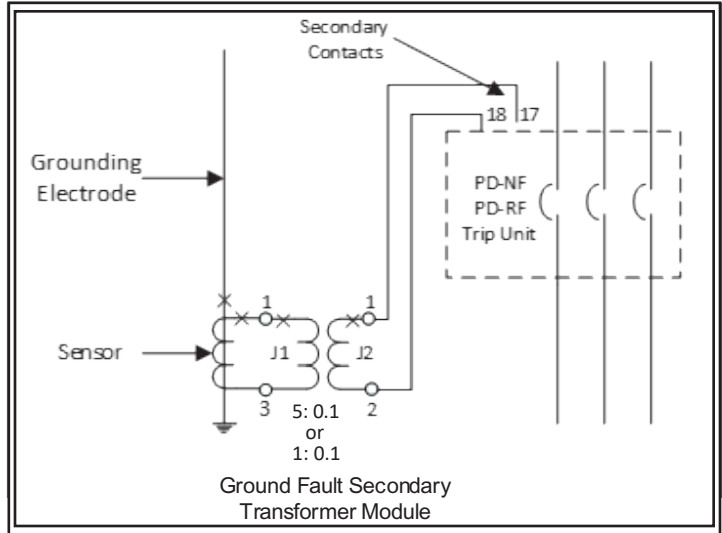 Secondary
Contacts
18 17
Grounding
Electrode
PD-NF
PD-RF
Trip Unit
1
1
Sensor
J1
J2
3
2
5: 0.1
or
1: 0.1
Ground Fault Secondary
Transformer Module